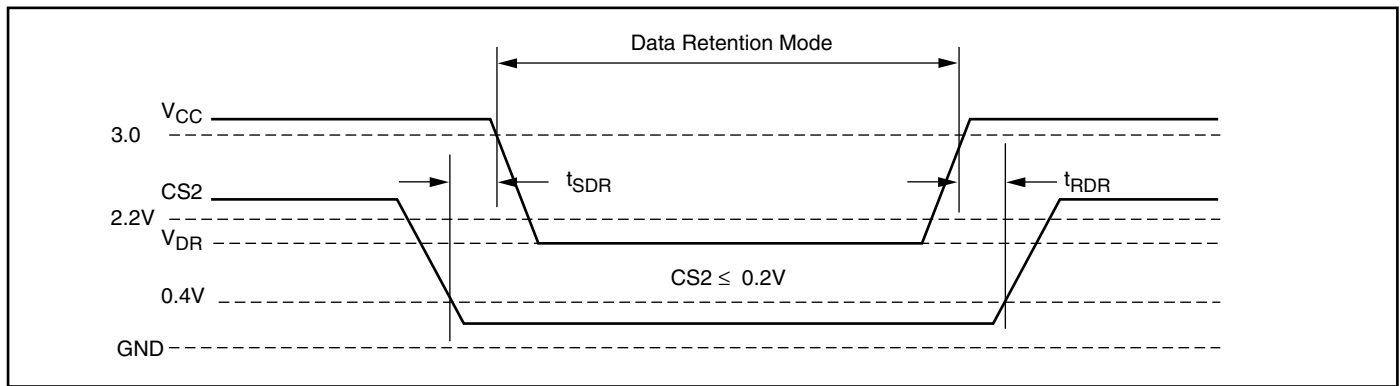 Data Retention Mode
VCC
3.0
tSDR
tRDR
CS2
2.2V
VDR
CS2 ≤ 0.2V
0.4V
GND